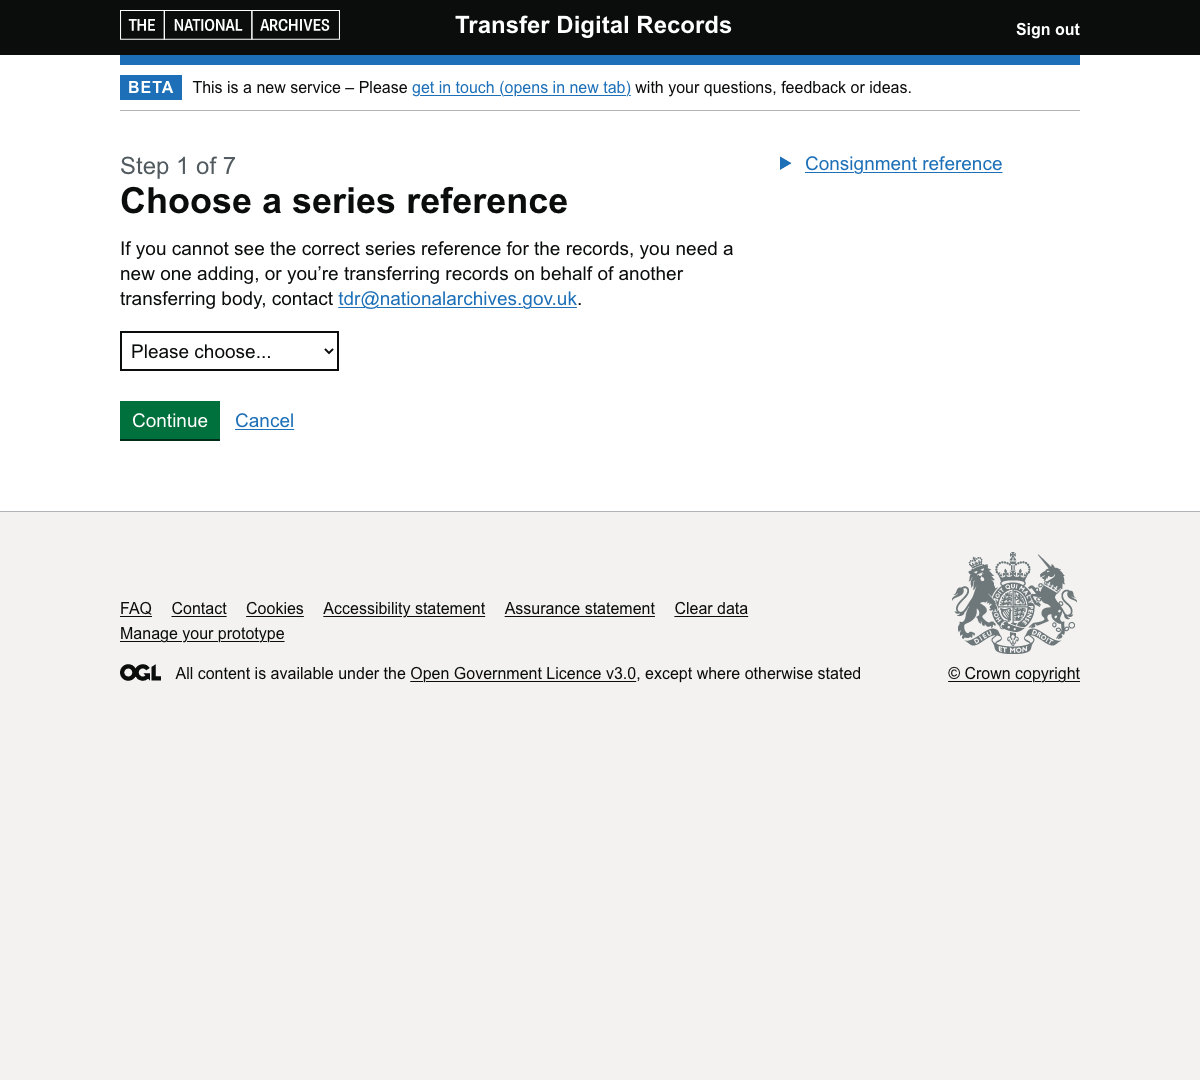 THE NATIONAL ARCHIVES
Transfer Digital Records
Sign out
BETA This is a new service – Please get in touch (opens in new tab) with your questions, feedback or ideas.
Step 1 of 7
Choose a series reference
If you cannot see the correct series reference for the records, you need a
new one adding, or you’re transferring records on behalf of another
transferring body, contact tdr@nationalarchives.gov.uk.
Please choose...
Continue Cancel
Consignment reference
FAQ Contact Cookies Accessibility statement Assurance statement Clear data
Manage your prototype
OGL All content is available under the Open Government Licence v3.0, except where otherwise stated
DIEU ET MON DROIT
© Crown copyright